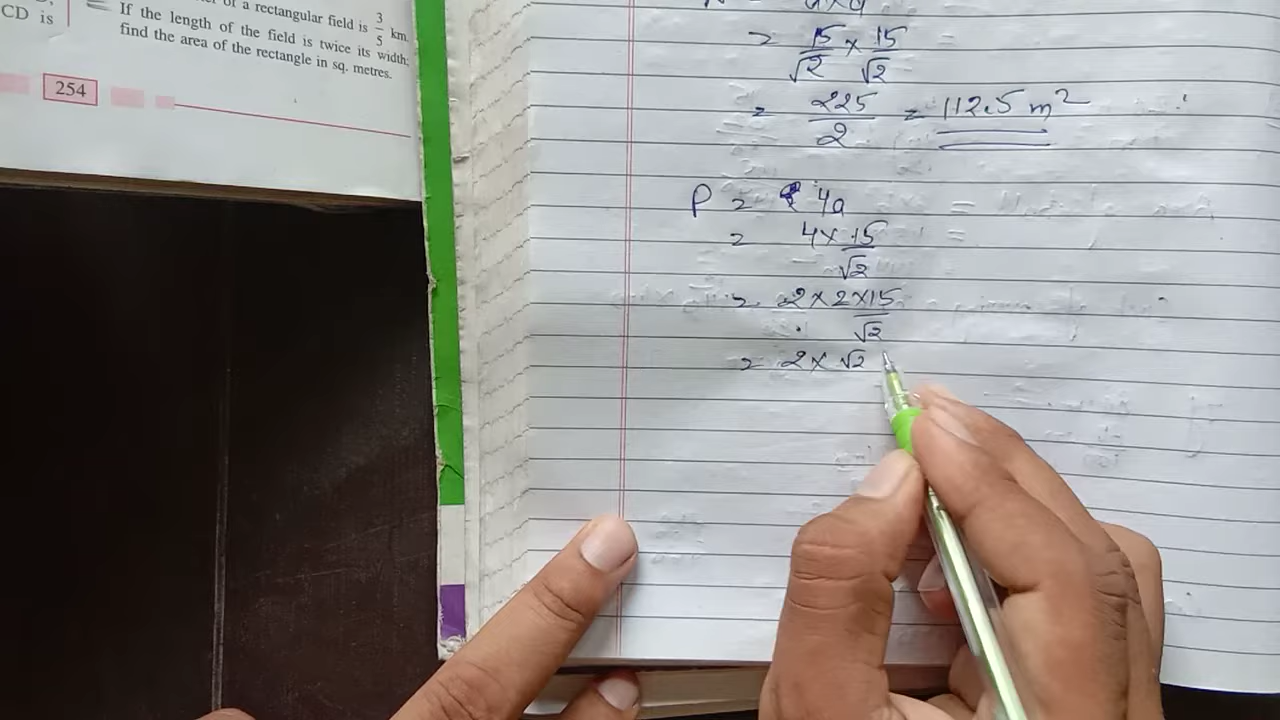 CD is
of a rectangular field is 3/5 km.
If the length of the field is twice its width;
find the area of the rectangle in sq. metres.
254
= 15/√2 × 15/√2
= 225/2 = 112.5 m²
P = 4a
= 4 × 15/√2
= 2 × 2 × 15/√2
= 2 × √2